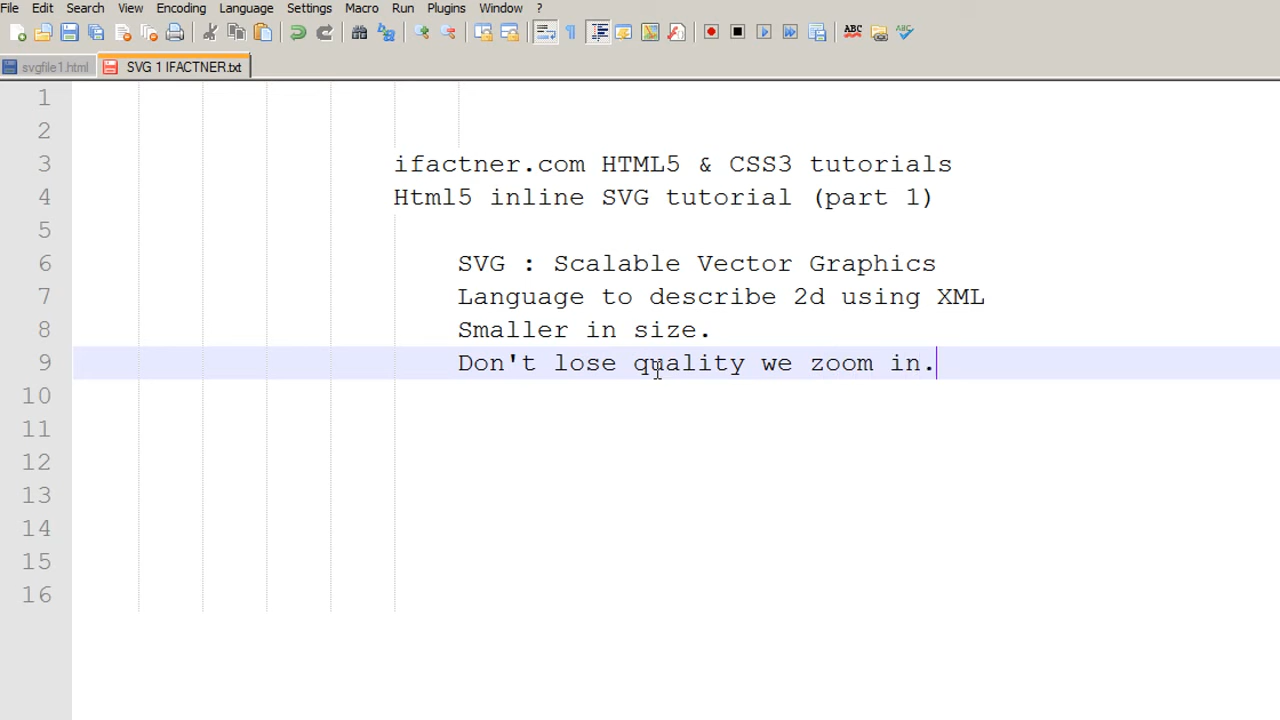 File Edit Search View Encoding Language Settings Macro Run Plugins Window ?
ABC ABC
svgfile1.html SVG 1 IFACTNER.txt
1
2
3 ifactner.com HTML5 & CSS3 tutorials
4 Html5 inline SVG tutorial (part 1)
5
6 SVG : Scalable Vector Graphics
7 Language to describe 2d using XML
8 Smaller in size.
9 Don't lose quality we zoom in.
10
11
12
13
14
15
16